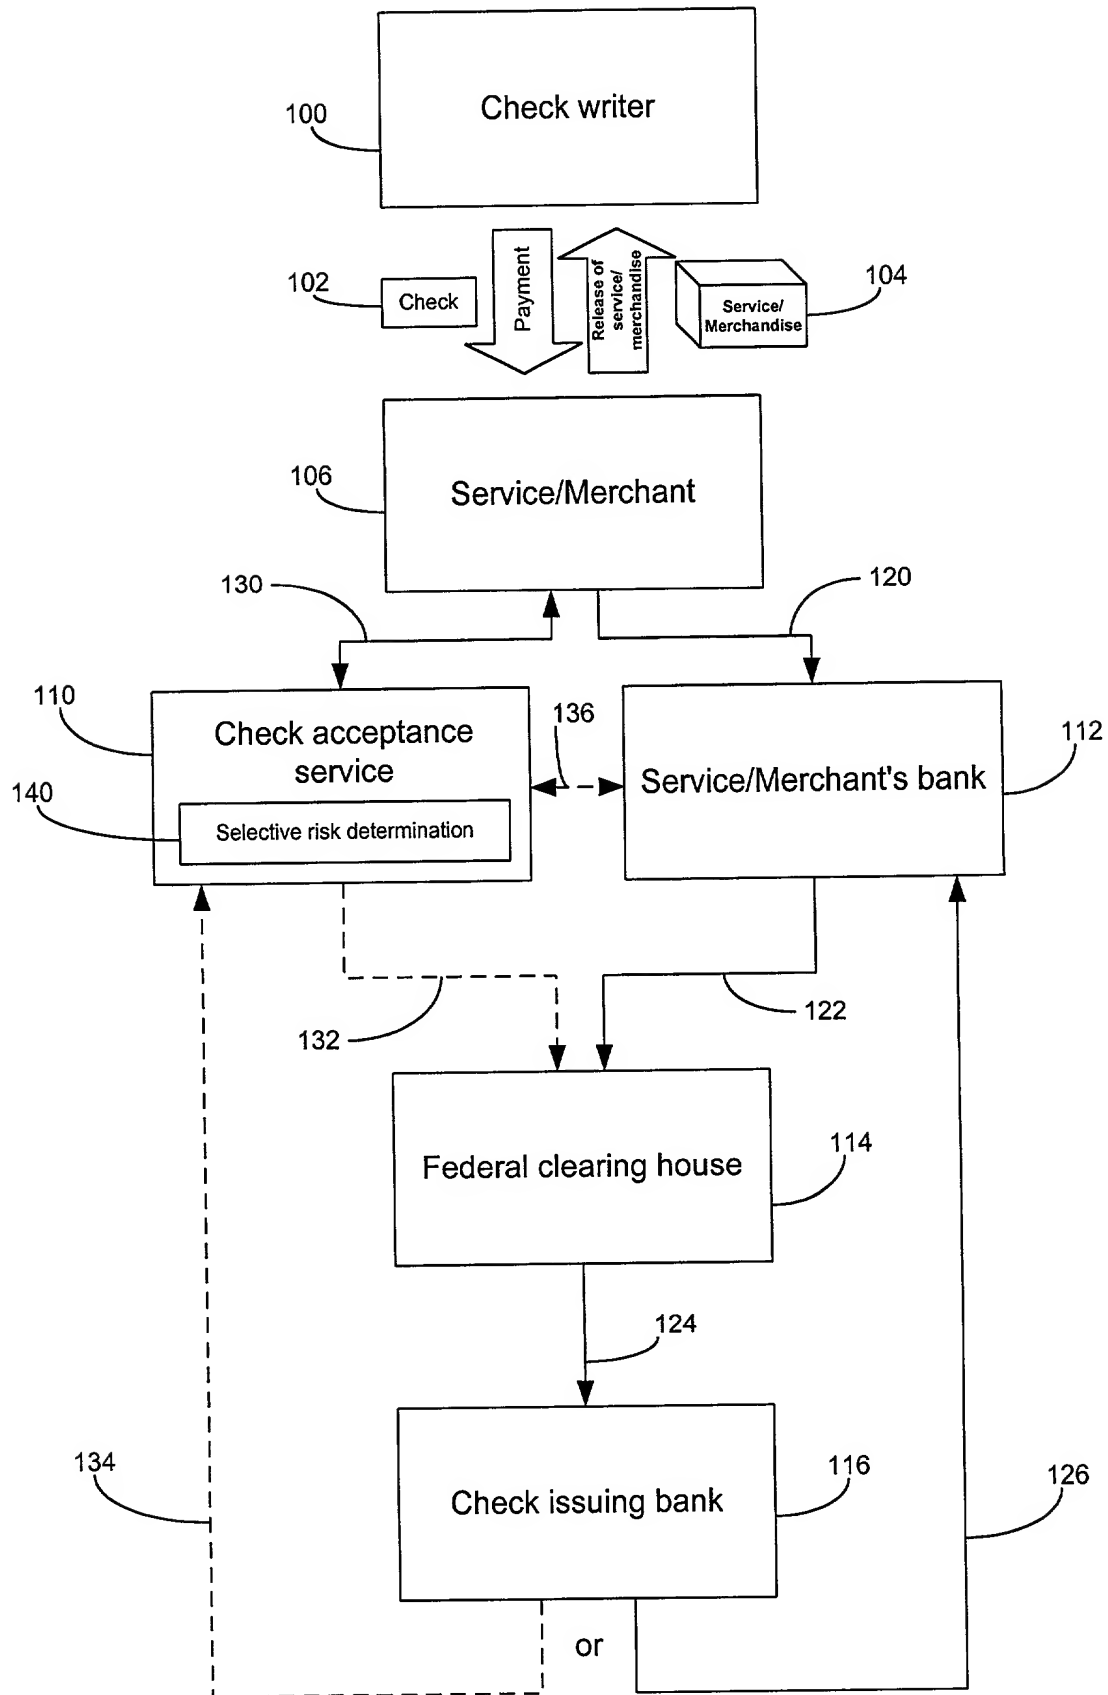 Check writer
100
102
Check
Payment
Release of
service/
merchandise
Service/
Merchandise
104
106
Service/Merchant
130
120
110
Check acceptance
service
136
Service/Merchant's bank
112
140
Selective risk determination
132
122
Federal clearing house
114
124
134
Check issuing bank
116
126
or